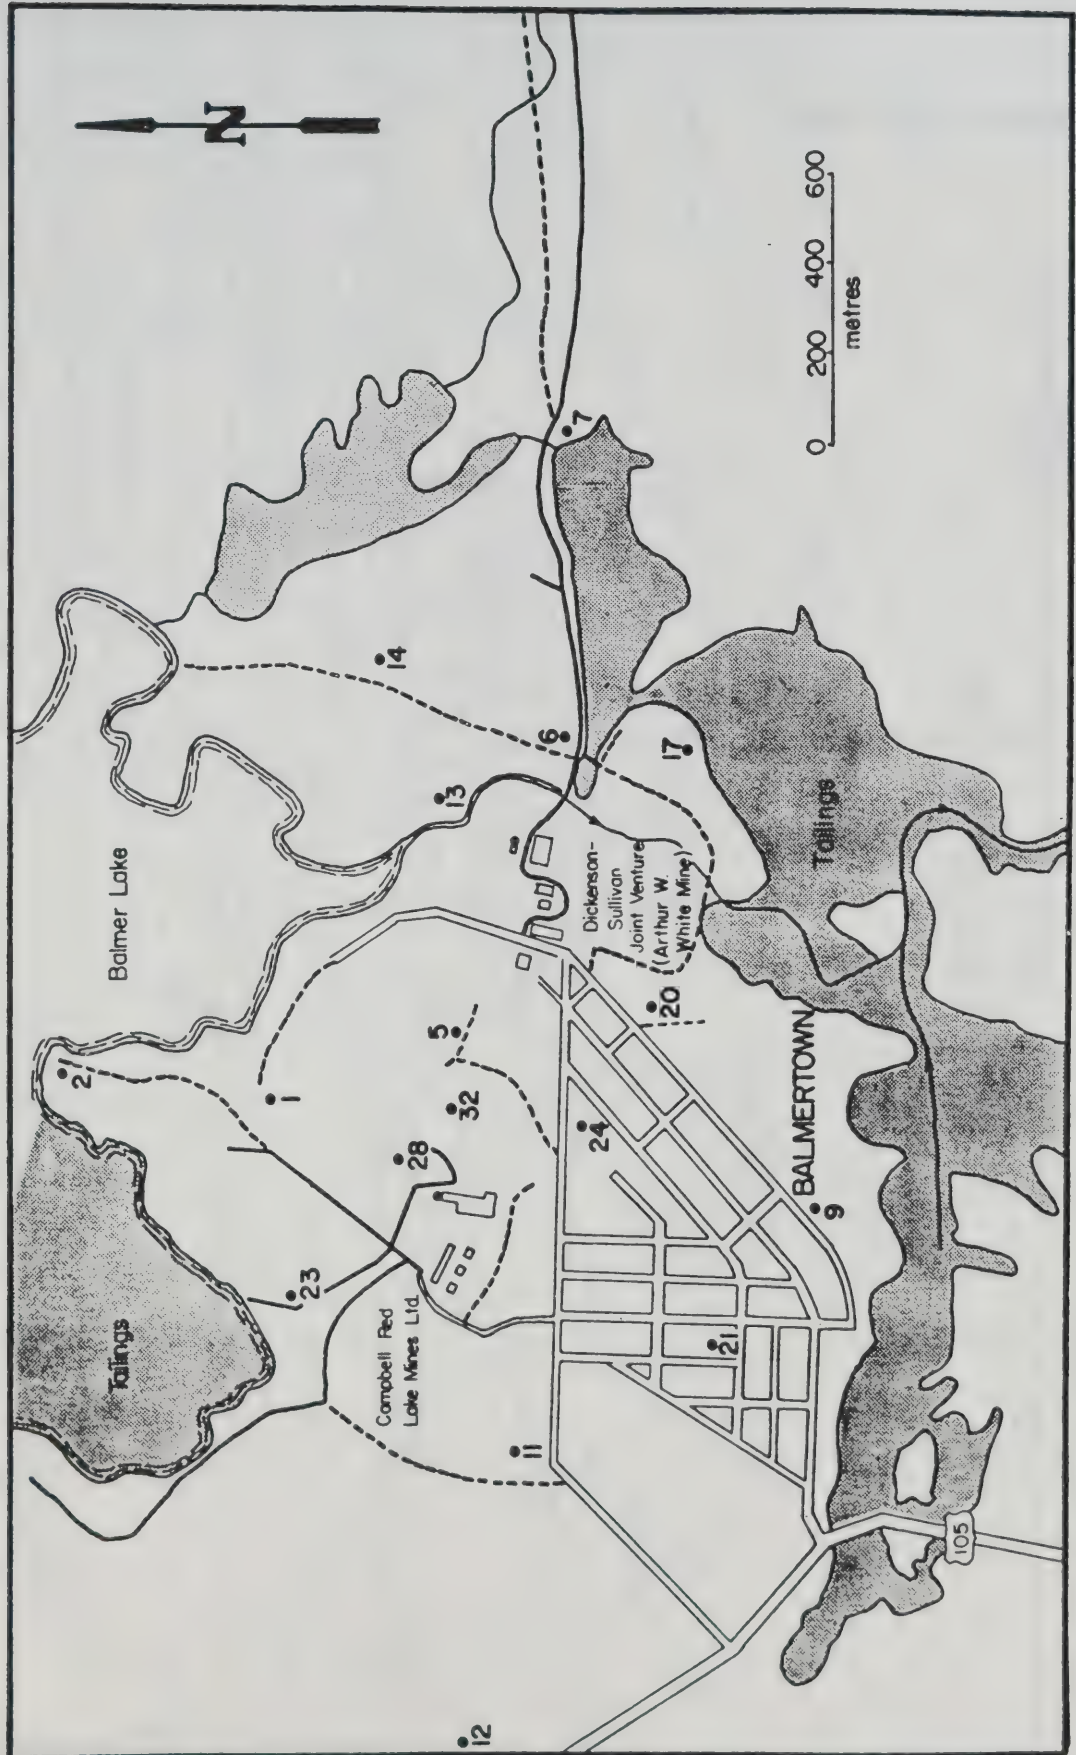 N
Balmer Lake
Tailings
2
1
23
28
32
5
13
14
6
7
17
Campbell Red
Lake Mines Ltd.
Dickenson-
Sullivan
Joint Venture
(Arthur W.
White Mine)
Tailings
12
11
21
24
20
9
BALMERTOWN
105
0 200 400 600
metres